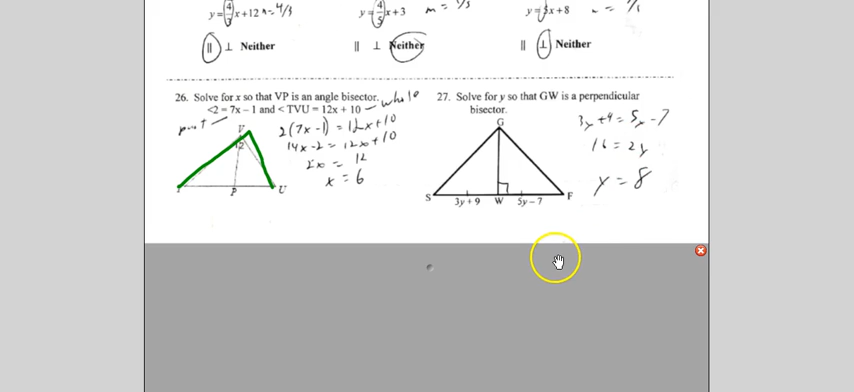 y = 4/3 x + 12 m = 4/3
y = 4/5 x + 3 m =
y = x + 8
|| ⊥ Neither
|| ⊥ Neither
|| ⊥ Neither
26. Solve for x so that VP is an angle bisector. whole
<2 = 7x – 1 and < TVU = 12x + 10 –
2(7x - 1) = 12x + 10
14x - 2 = 12x + 10
2x = 12
x = 6
V
12
P
U
27. Solve for y so that GW is a perpendicular
bisector.
G
S
3y + 9
W
5y – 7
F
3y + 9 = 5y - 7
16 = 2y
y = 8